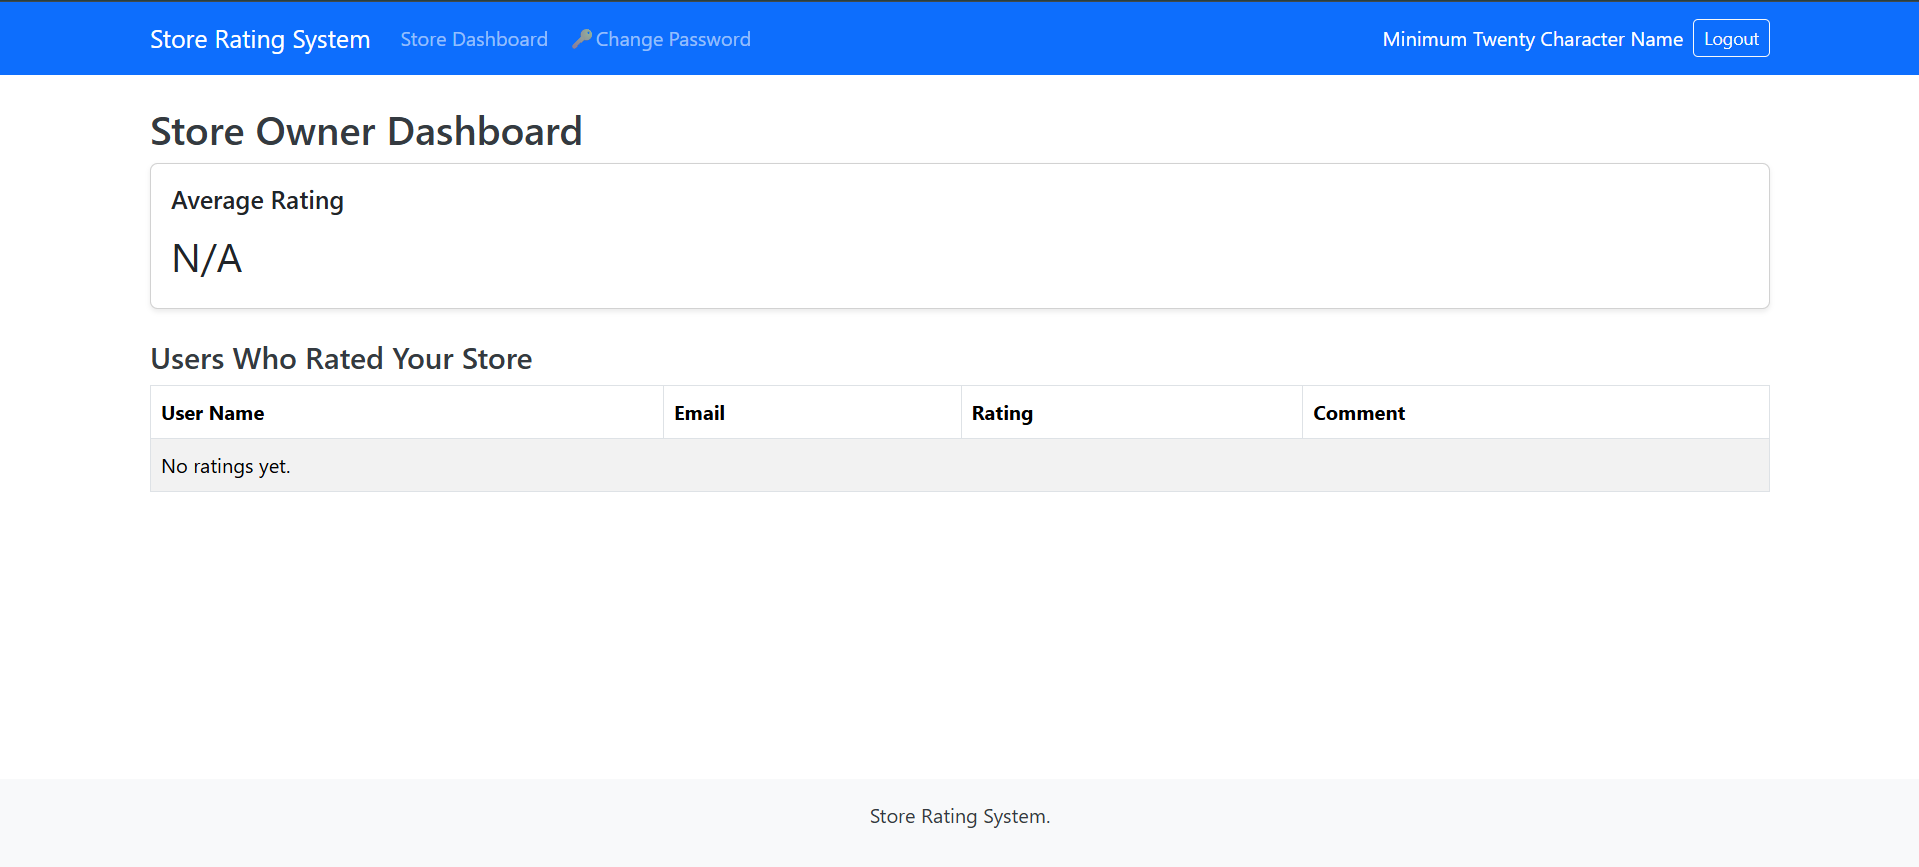 Store Rating System Store Dashboard 🔑Change Password Minimum Twenty Character Name Logout
Store Owner Dashboard
Average Rating
N/A
Users Who Rated Your Store
User Name Email Rating Comment
No ratings yet.
Store Rating System.